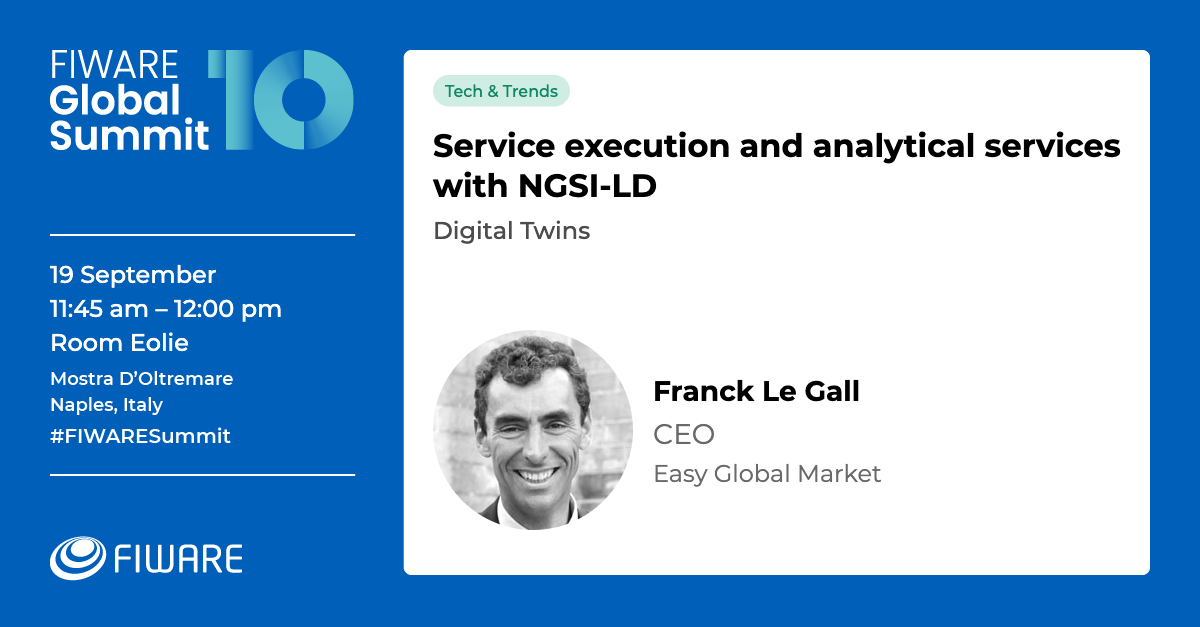 FIWARE
Global
Summit
10
19 September
11:45 am – 12:00 pm
Room Eolie
Mostra D’Oltremare
Naples, Italy
#FIWARESummit
FIWARE
Tech & Trends
Service execution and analytical services
with NGSI-LD
Digital Twins
Franck Le Gall
CEO
Easy Global Market